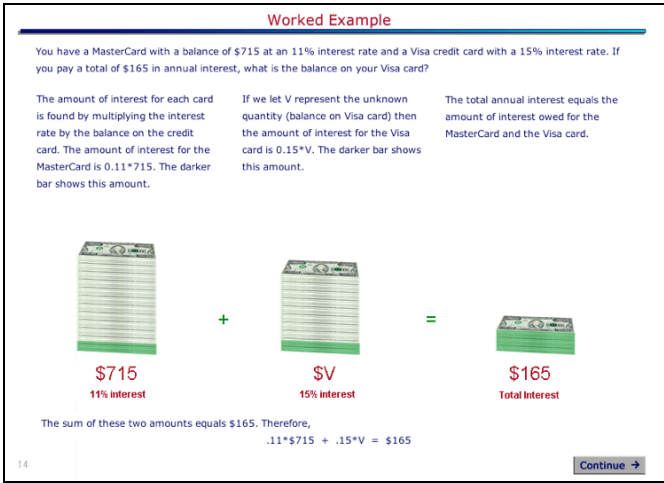 Worked Example
You have a MasterCard with a balance of $715 at an 11% interest rate and a Visa credit card with a 15% interest rate. If
you pay a total of $165 in annual interest, what is the balance on your Visa card?
The amount of interest for each card
is found by multiplying the interest
rate by the balance on the credit
card. The amount of interest for the
MasterCard is 0.11*715. The darker
bar shows this amount.
If we let V represent the unknown
quantity (balance on Visa card) then
the amount of interest for the Visa
card is 0.15*V. The darker bar shows
this amount.
The total annual interest equals the
amount of interest owed for the
MasterCard and the Visa card.
+
=
$715
11% interest
$V
15% interest
$165
Total Interest
The sum of these two amounts equals $165. Therefore,
.11*$715 + .15*V = $165
14
Continue →